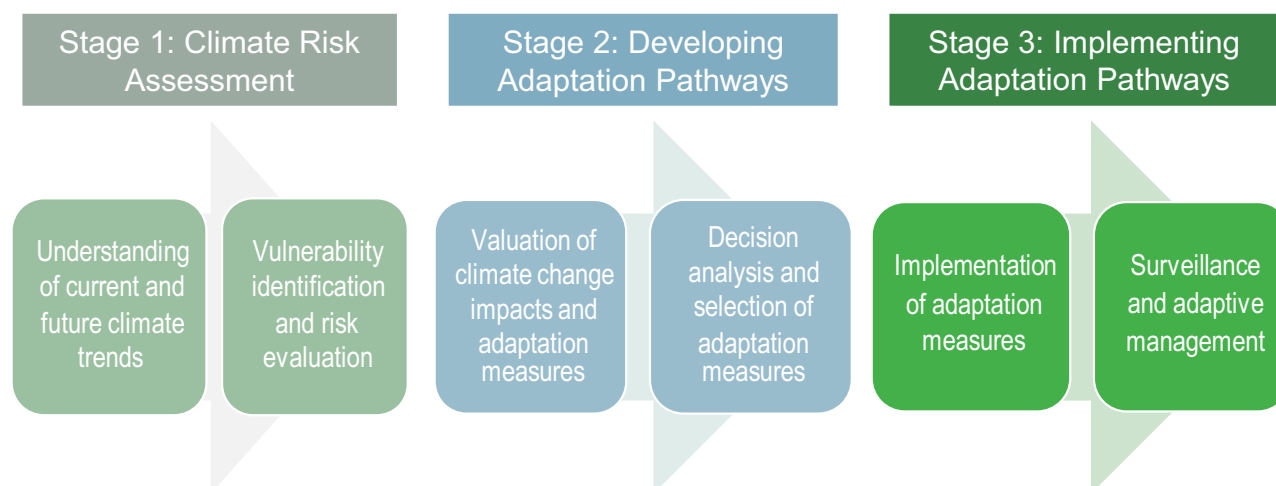 Stage 1: Climate Risk
Assessment
Understanding
of current and
future climate
trends
Vulnerability
identification
and risk
evaluation
Stage 2: Developing
Adaptation Pathways
Valuation of
climate change
impacts and
adaptation
measures
Decision
analysis and
selection of
adaptation
measures
Stage 3: Implementing
Adaptation Pathways
Implementation
of adaptation
measures
Surveillance
and adaptive
management